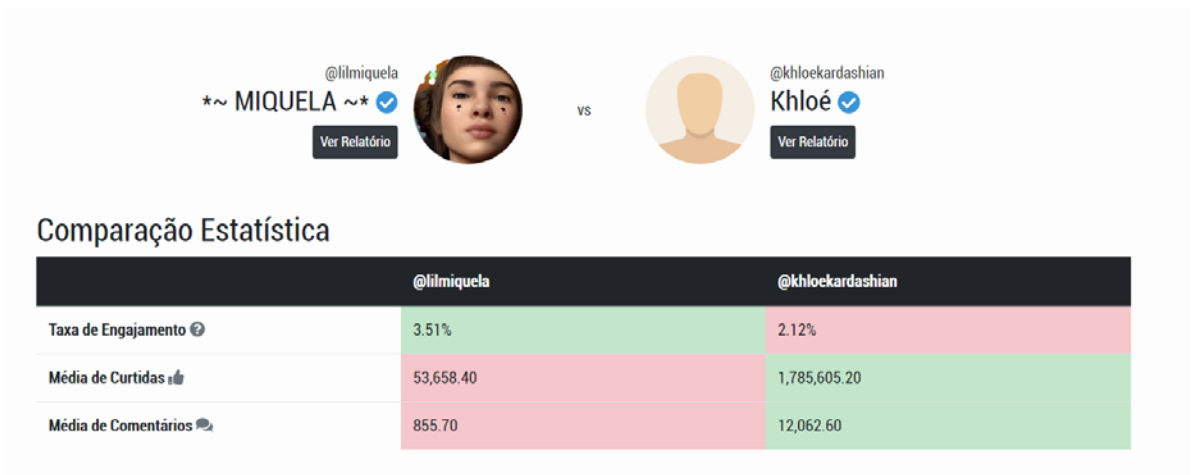 @lilmiquela
*~ MIQUELA ~*
Ver Relatório
vs
@khloekardashian
Khloé
Ver Relatório
Comparação Estatística
@lilmiquela @khloekardashian
Taxa de Engajamento 3.51% 2.12%
Média de Curtidas 53,658.40 1,785,605.20
Média de Comentários 855.70 12,062.60